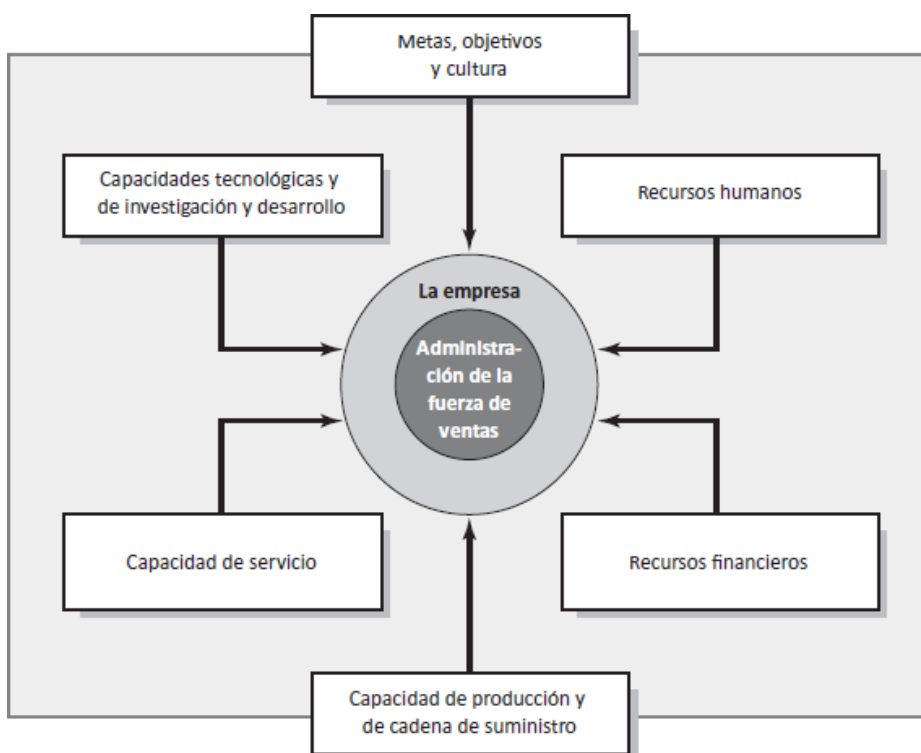 Metas, objetivos
y cultura
Capacidades tecnológicas y
de investigación y desarrollo
Recursos humanos
La empresa
Administra-
ción de la
fuerza de
ventas
Capacidad de servicio
Recursos financieros
Capacidad de producción y
de cadena de suministro